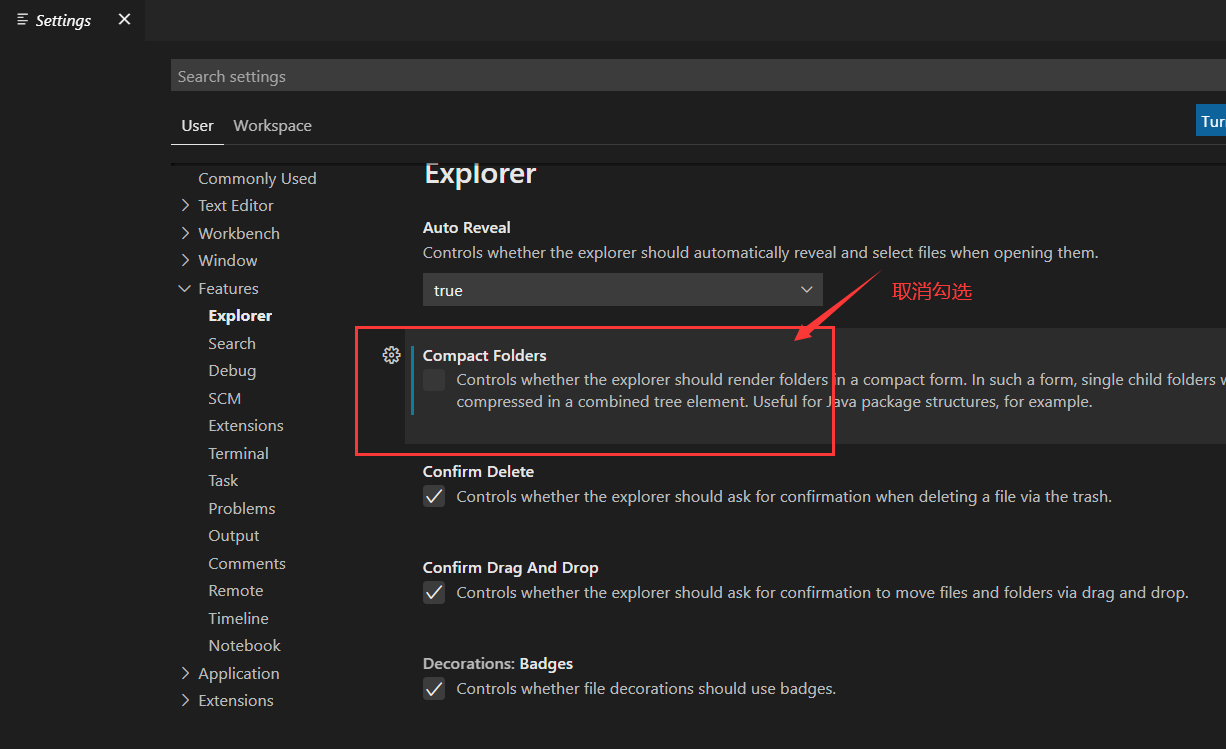 Settings
Search settings
User Workspace
Tur
Commonly Used
Text Editor
Workbench
Window
Features
Explorer
Search
Debug
SCM
Extensions
Terminal
Task
Problems
Output
Comments
Remote
Timeline
Notebook
Application
Extensions
Explorer
Auto Reveal
Controls whether the explorer should automatically reveal and select files when opening them.
true
取消勾选
Compact Folders
Controls whether the explorer should render folders in a compact form. In such a form, single child folders w
compressed in a combined tree element. Useful for Java package structures, for example.
Confirm Delete
Controls whether the explorer should ask for confirmation when deleting a file via the trash.
Confirm Drag And Drop
Controls whether the explorer should ask for confirmation to move files and folders via drag and drop.
Decorations: Badges
Controls whether file decorations should use badges.